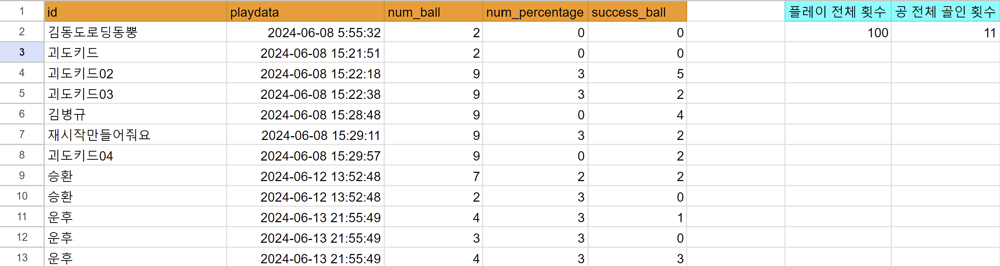 1 id playdata num_ball num_percentage success_ball 플레이 전체 횟수 공 전체 골인 횟수
2 김동도로딩동뿡 2024-06-08 5:55:32 2 0 0 100 11
3 괴도키드 2024-06-08 15:21:51 2 0 0
4 괴도키드02 2024-06-08 15:22:18 9 3 5
5 괴도키드03 2024-06-08 15:22:38 9 3 2
6 김병규 2024-06-08 15:28:48 9 0 4
7 재시작만들어줘요 2024-06-08 15:29:11 9 3 2
8 괴도키드04 2024-06-08 15:29:57 9 0 2
9 승환 2024-06-12 13:52:48 7 2 2
10 승환 2024-06-12 13:52:48 2 3 0
11 운후 2024-06-13 21:55:49 4 3 1
12 운후 2024-06-13 21:55:49 3 3 0
13 운후 2024-06-13 21:55:49 4 3 3